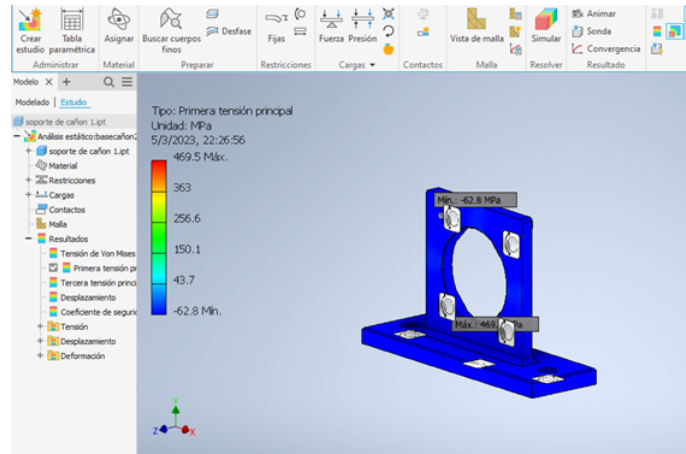 Crear estudio
Tabla paramétrica
Asignar
Buscar cuerpos finos
Desfase
Fijas
Fuerza
Presión
Vista de malla
Simular
Animar
Sonda
Convergencia
Administrar
Material
Preparar
Restricciones
Cargas
Contactos
Malla
Resolver
Resultado
Modelo
Modelado
Estudio
soporte de cañon 1.ipt
Análisis estático:basecañon2
soporte de cañon 1.ipt
Material
Restricciones
Cargas
Contactos
Malla
Resultados
Tensión de Von Mises
Primera tensión pr
Tercera tensión princi
Desplazamiento
Coeficiente de seguri
Tensión
Desplazamiento
Deformación
Tipo: Primera tensión principal
Unidad: MPa
5/3/2023, 22:26:56
469.5 Máx.
363
256.6
150.1
43.7
-62.8 Mín.
Mín.: -62.8 MPa
Máx.: 469. Pa
Y
Z
X